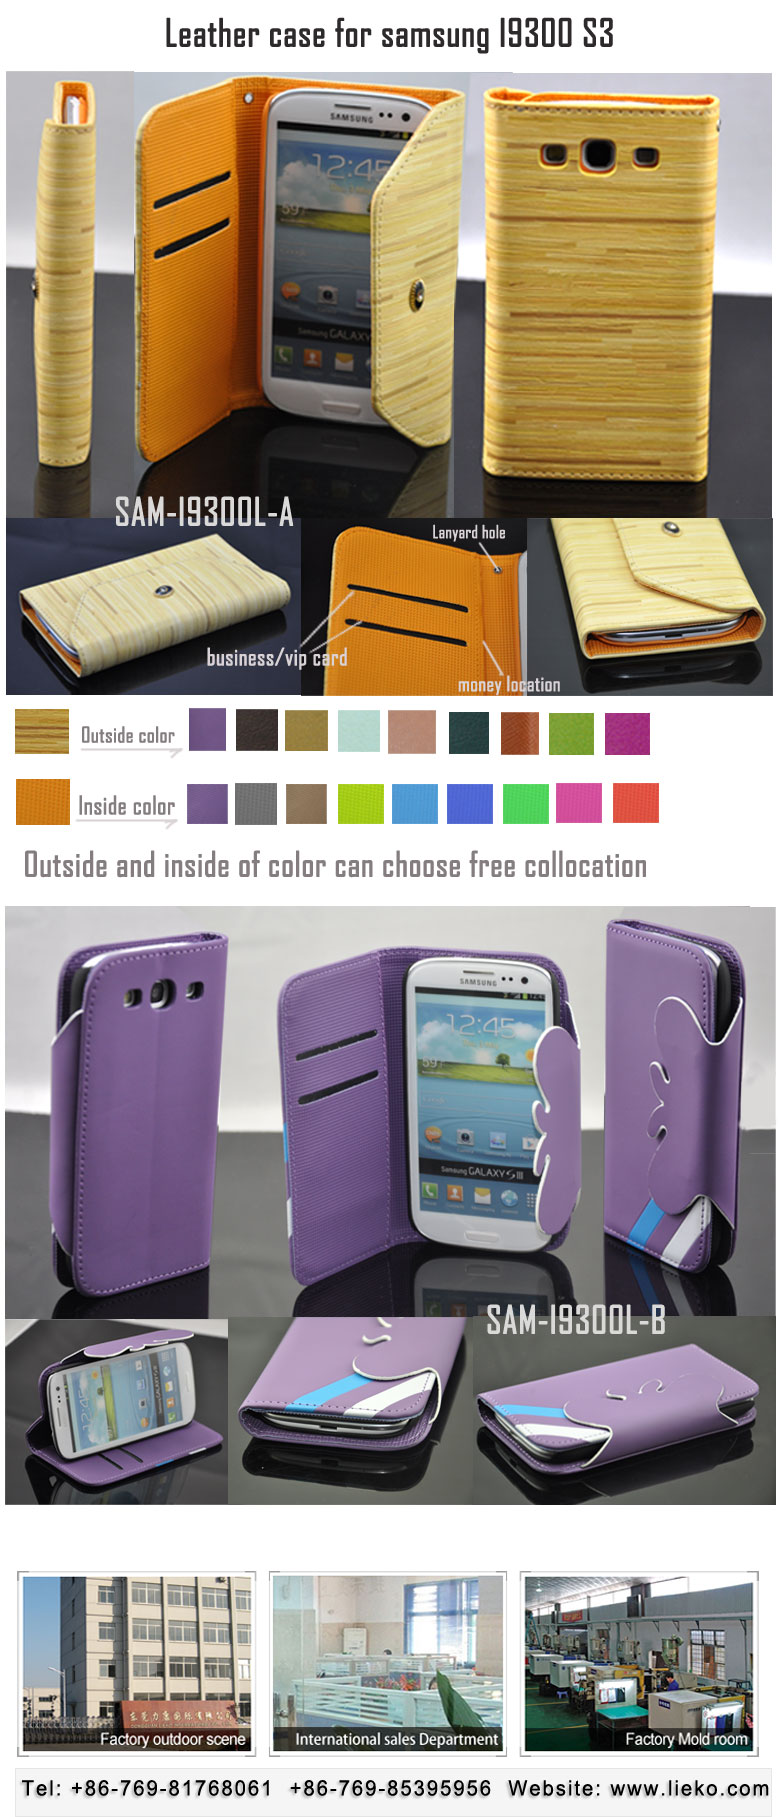 Leather case for samsung I9300 S3
SAMSUNG
12:45
Samsung GALAXY S III
SAM-I9300L-A
Lanyard hole
business/vip card
money location
Outside color
Inside color
Outside and inside of color can choose free collocation
SAMSUNG
12:45
Samsung GALAXY S III
SAM-I9300L-B
Factory outdoor scene
International sales Department
Factory Mold room
Tel: +86-769-81768061 +86-769-85395956 Website: www.lieko.com